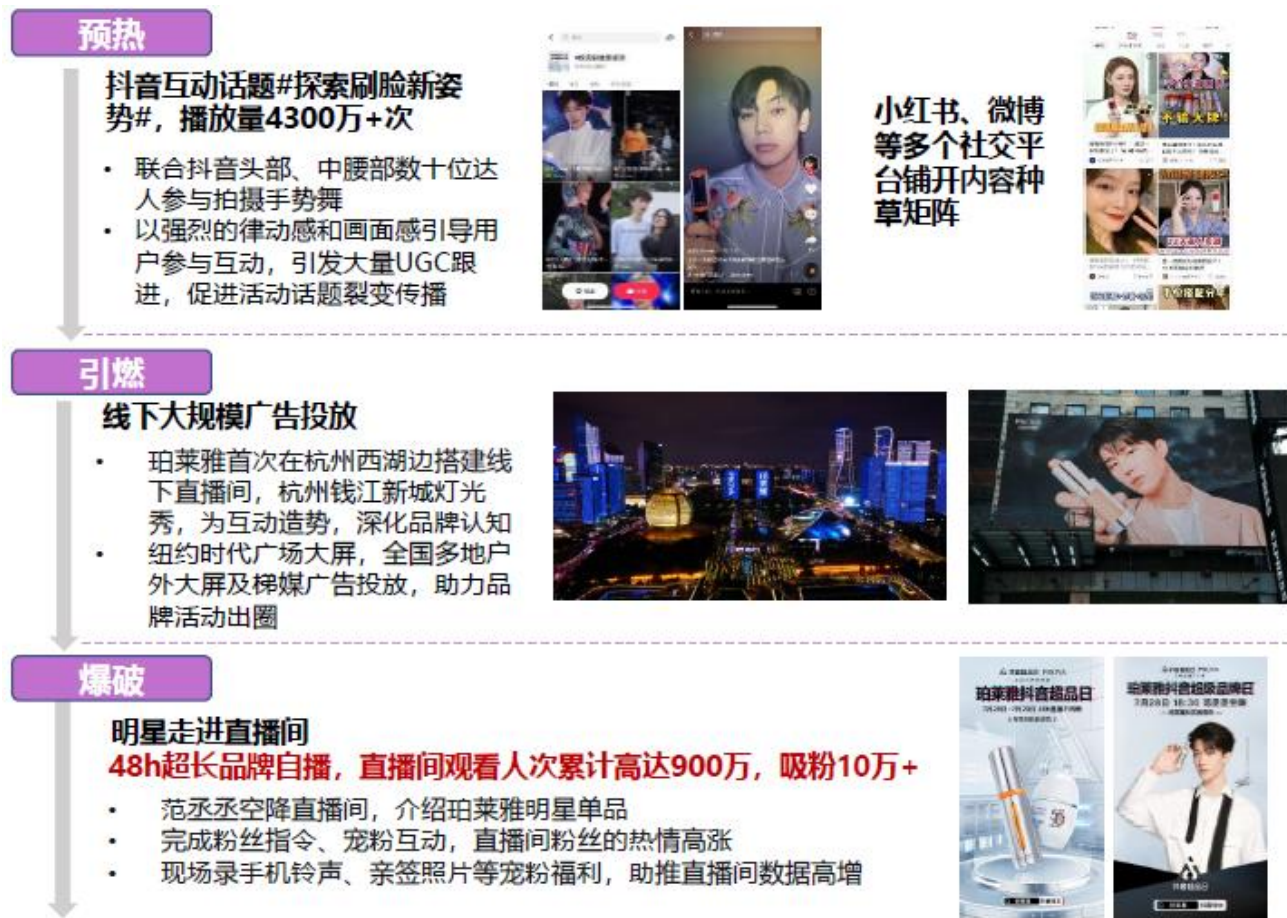 预热
抖音互动话题#探索刷脸新姿
势#，播放量4300万+次
• 联合抖音头部、中腰部数十位达
人参与拍摄手势舞
• 以强烈的律动感和画面感引导用
户参与互动，引发大量UGC跟
进，促进活动话题裂变传播
小红书、微博
等多个社交平
台铺开内容种
草矩阵
不输大牌！
引燃
线下大规模广告投放
• 珀莱雅首次在杭州西湖边搭建线
下直播间，杭州钱江新城灯光
秀，为互动造势，深化品牌认知
• 纽约时代广场大屏，全国多地户
外大屏及梯媒广告投放，助力品
牌活动出圈
爆破
明星走进直播间
48h超长品牌自播，直播间观看人次累计高达900万，吸粉10万+
• 范丞丞空降直播间，介绍珀莱雅明星单品
• 完成粉丝指令、宠粉互动，直播间粉丝的热情高涨
• 现场录手机铃声、亲签照片等宠粉福利，助推直播间数据高增
珀莱雅抖音超品日
珀莱雅抖音超级品牌日